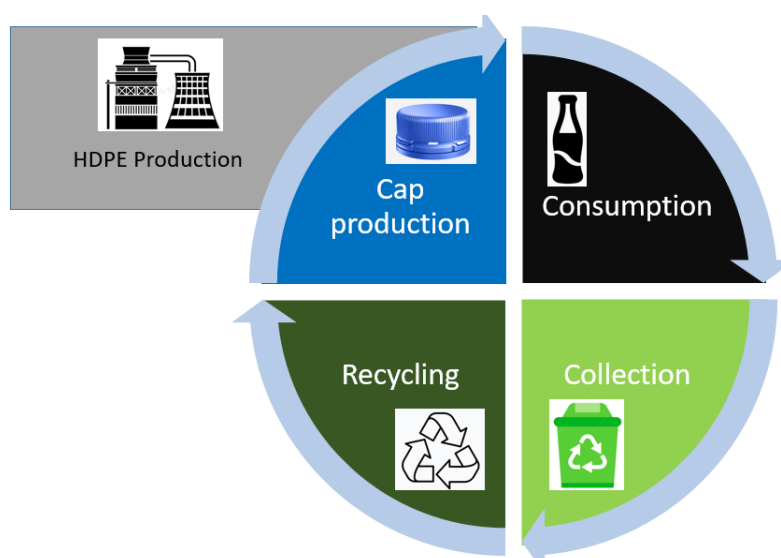 HDPE Production
Cap
production
Consumption
Recycling
Collection